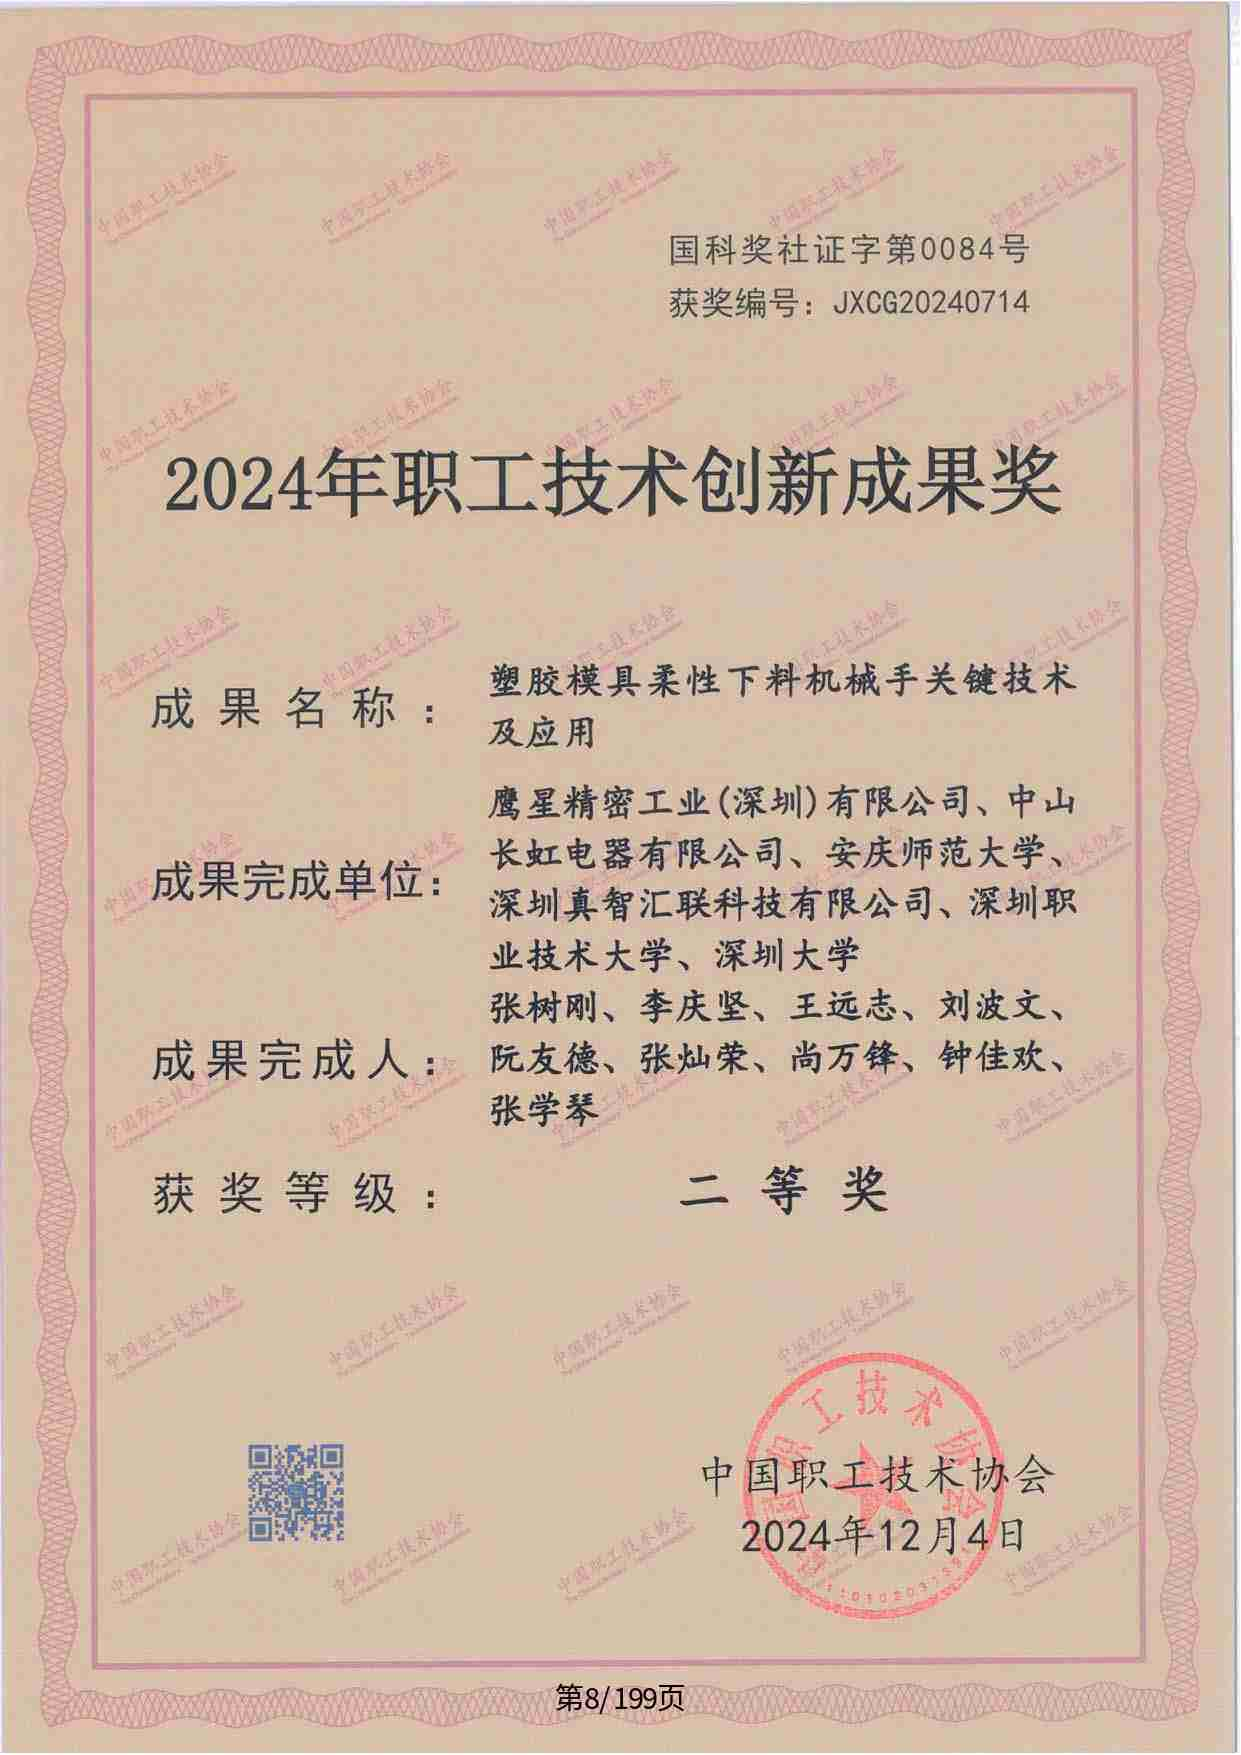 国科奖社证字第0084号
获奖编号：JXCG20240714
2024年职工技术创新成果奖
成果名称：
塑胶模具柔性下料机械手关键技术
及应用
成果完成单位：
鹰星精密工业(深圳)有限公司、中山
长虹电器有限公司、安庆师范大学、
深圳真智汇联科技有限公司、深圳职
业技术大学、深圳大学
成果完成人：
张树刚、李庆坚、王远志、刘波文、
阮友德、张灿荣、尚万锋、钟佳欢、
张学琴
获奖等级：
二等奖
中国职工技术协会
2024年12月4日
第8/199页